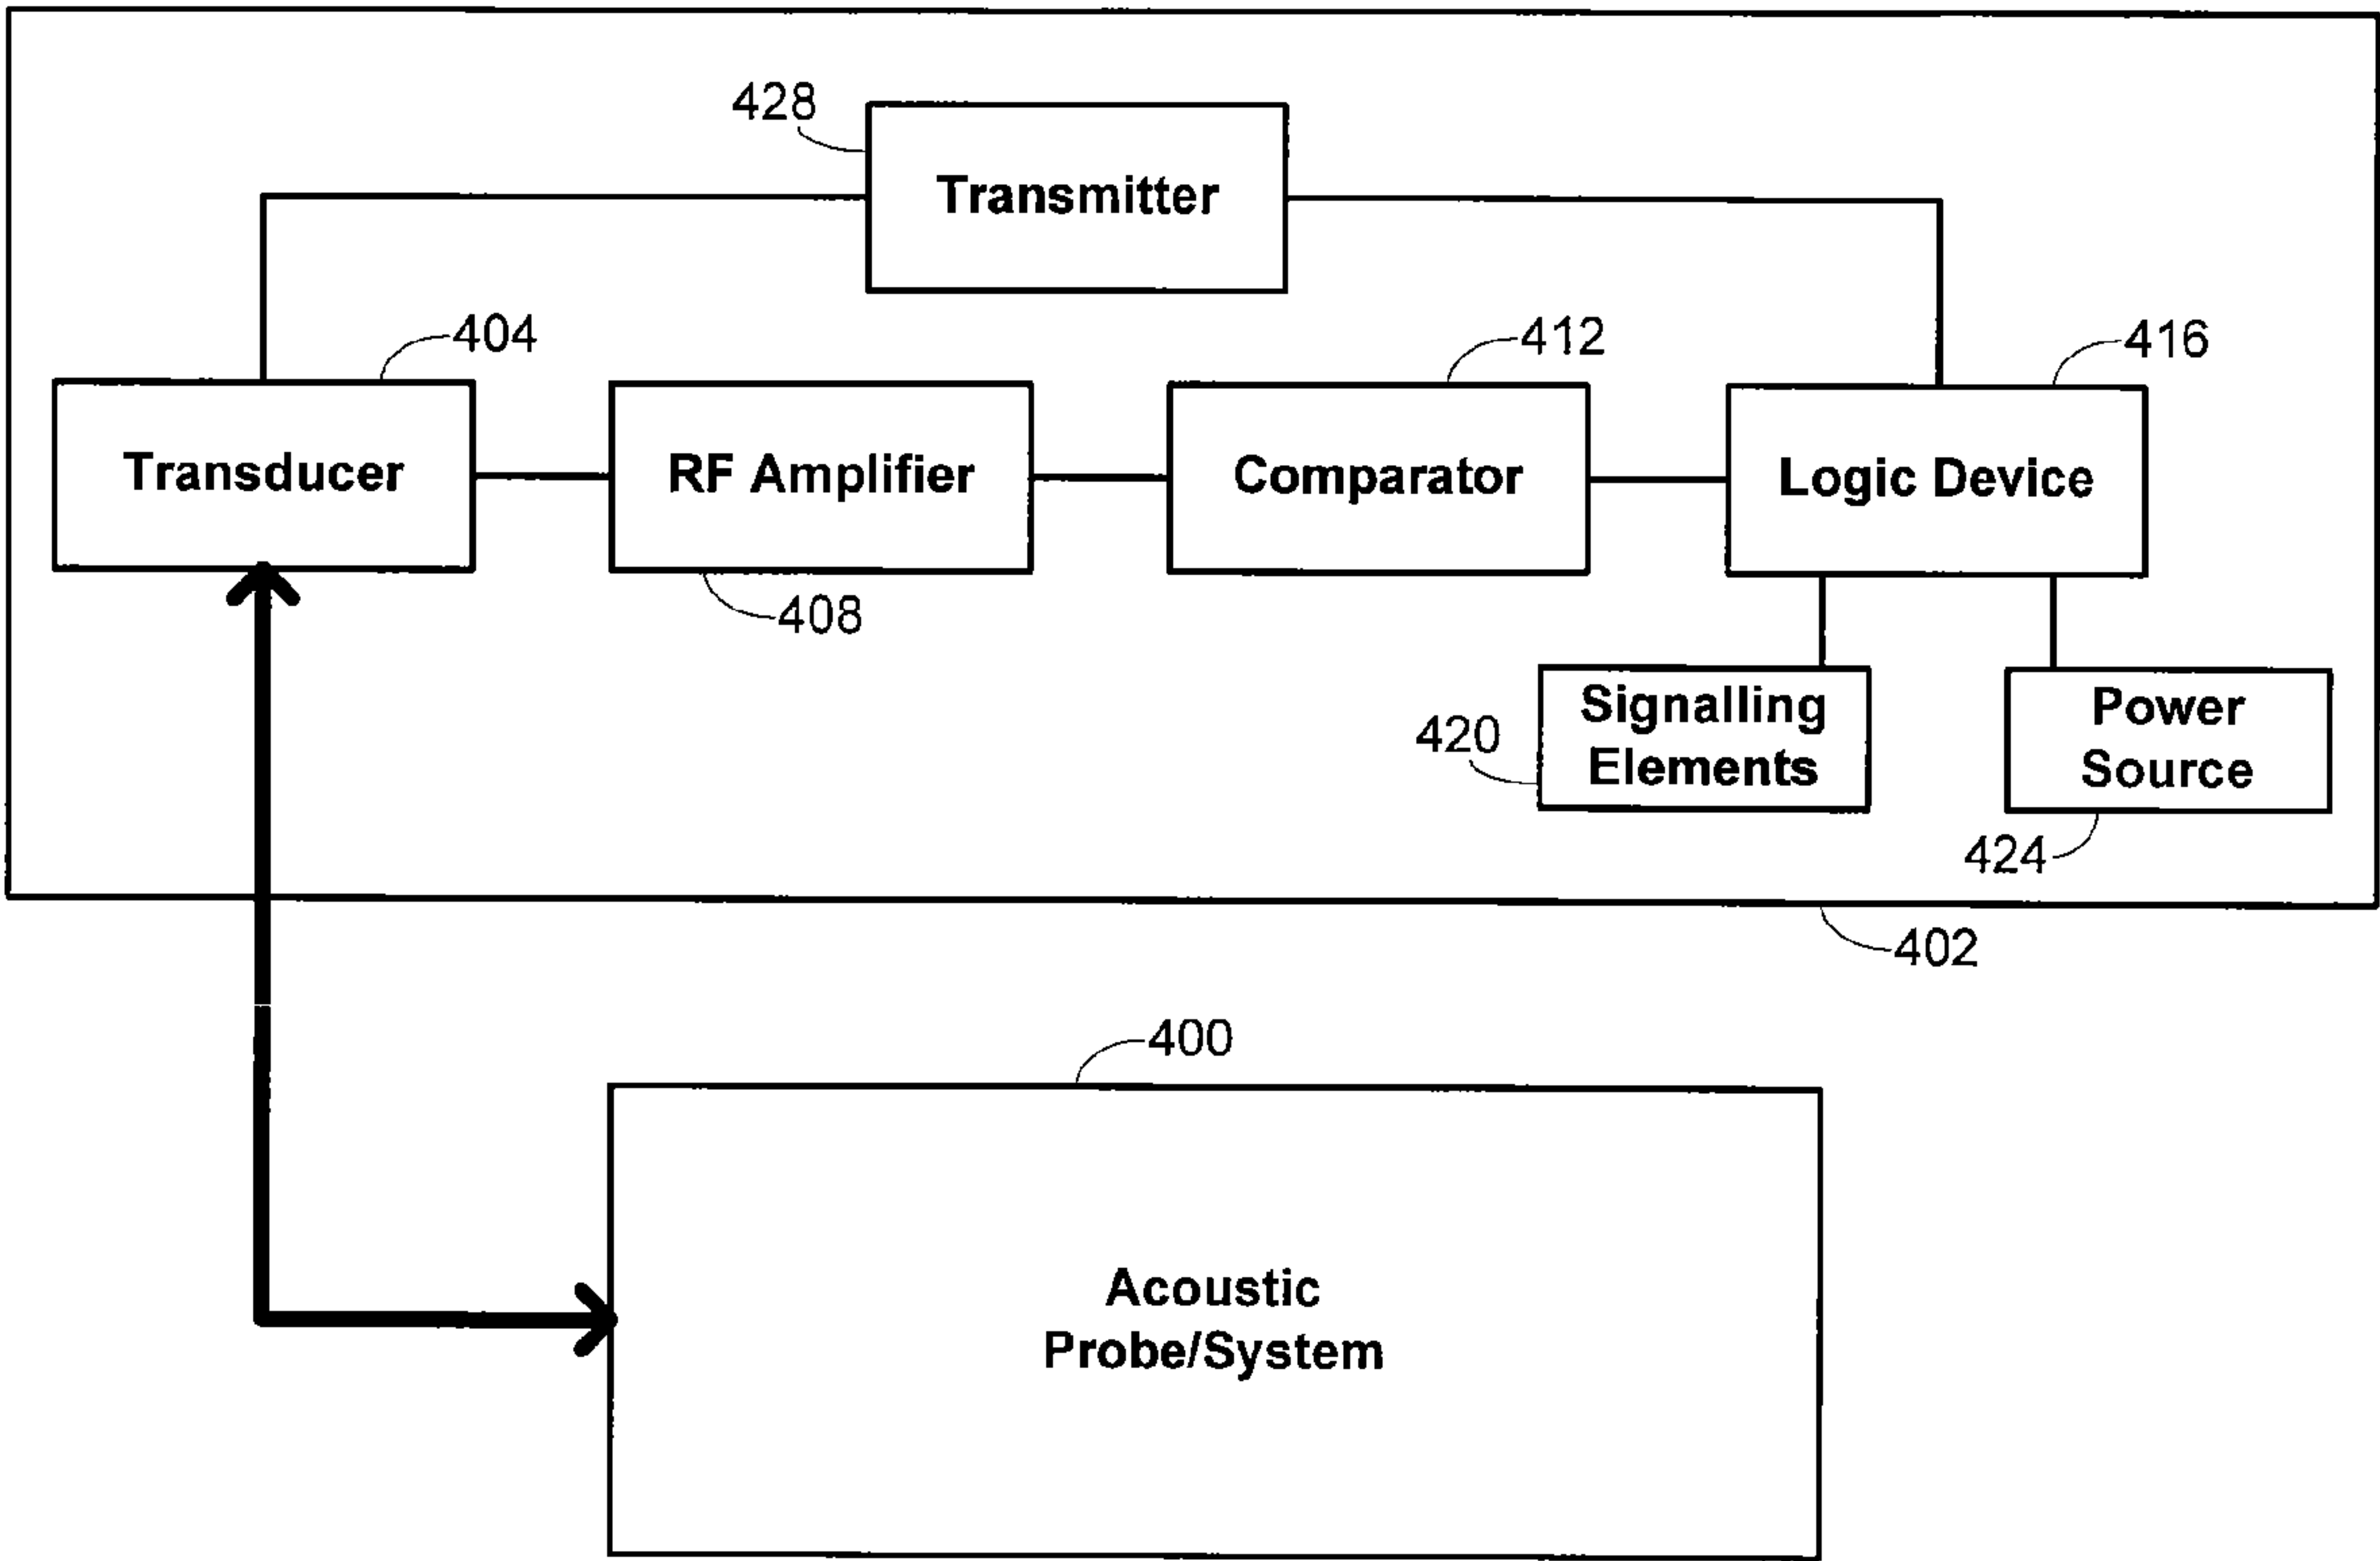 428
Transmitter
404
412
416
Transducer
RF Amplifier
Comparator
Logic Device
408
Signalling
Elements
420
Power
Source
424
402
400
Acoustic
Probe/System